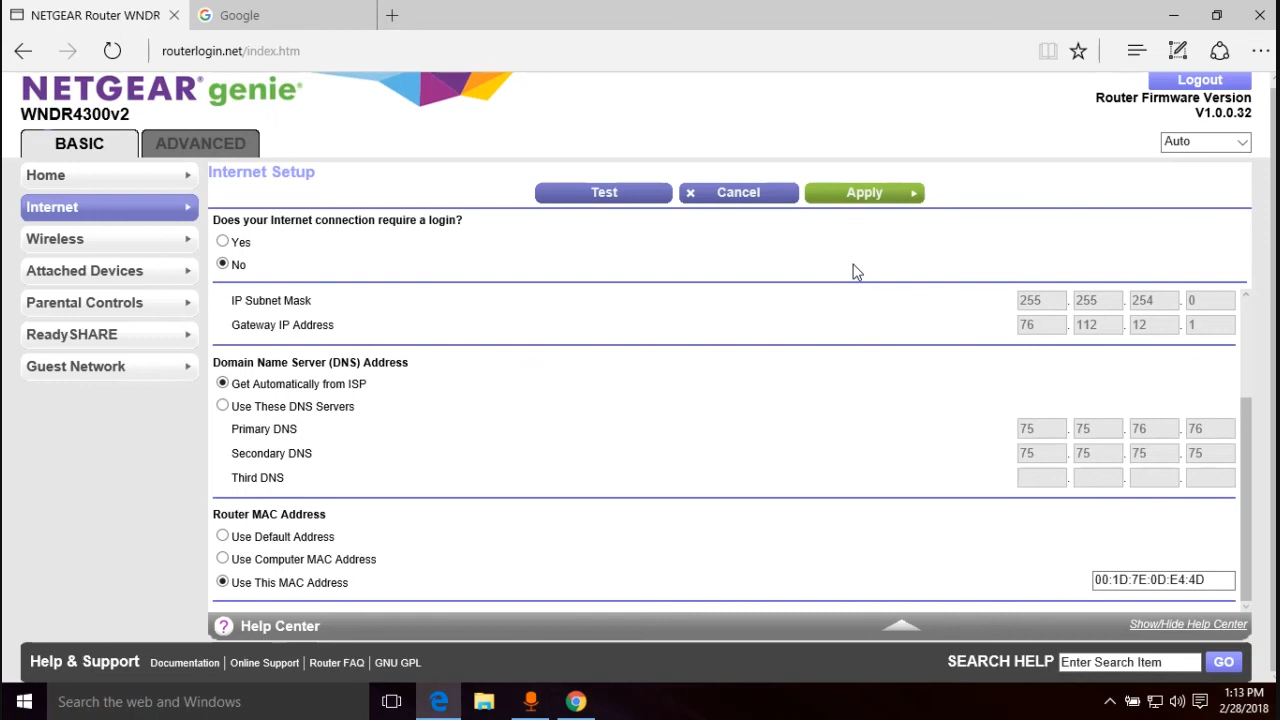 NETGEAR Router WNDR
Google
routerlogin.net/index.htm
NETGEAR® genie®
WNDR4300v2
Logout
Router Firmware Version
V1.0.0.32
BASIC
ADVANCED
Auto
Home
Internet
Wireless
Attached Devices
Parental Controls
ReadySHARE
Guest Network
Internet Setup
Test
Cancel
Apply
Does your Internet connection require a login?
Yes
No
IP Subnet Mask 255 . 255 . 254 . 0
Gateway IP Address 76 . 112 . 12 . 1
Domain Name Server (DNS) Address
Get Automatically from ISP
Use These DNS Servers
Primary DNS 75 . 75 . 76 . 76
Secondary DNS 75 . 75 . 75 . 75
Third DNS . . .
Router MAC Address
Use Default Address
Use Computer MAC Address
Use This MAC Address 00:1D:7E:0D:E4:4D
? Help Center
Show/Hide Help Center
Help & Support Documentation | Online Support | Router FAQ | GNU GPL
SEARCH HELP Enter Search Item GO
Search the web and Windows
1:13 PM
2/28/2018